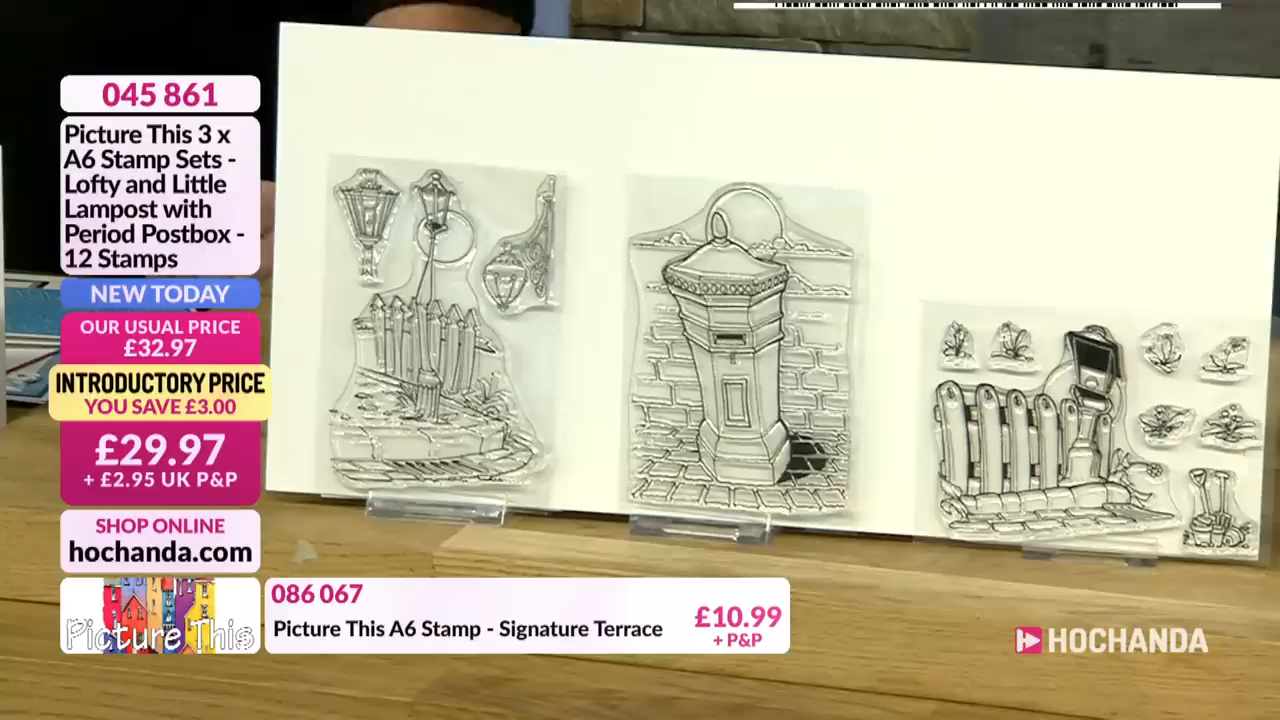 045 861
Picture This 3 x
A6 Stamp Sets -
Lofty and Little
Lampost with
Period Postbox -
12 Stamps
NEW TODAY
OUR USUAL PRICE
£32.97
INTRODUCTORY PRICE
YOU SAVE £3.00
£29.97
+ £2.95 UK P&P
SHOP ONLINE
hochanda.com
Picture This
086 067
Picture This A6 Stamp - Signature Terrace
£10.99
+ P&P
HOCHANDA